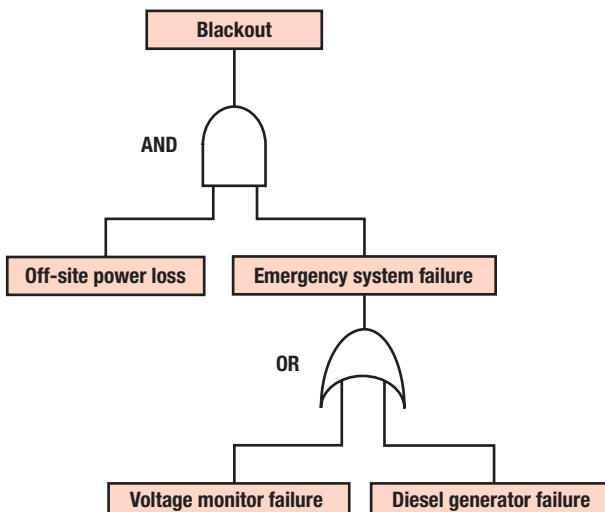 Blackout
AND
Off-site power loss
Emergency system failure
OR
Voltage monitor failure
Diesel generator failure